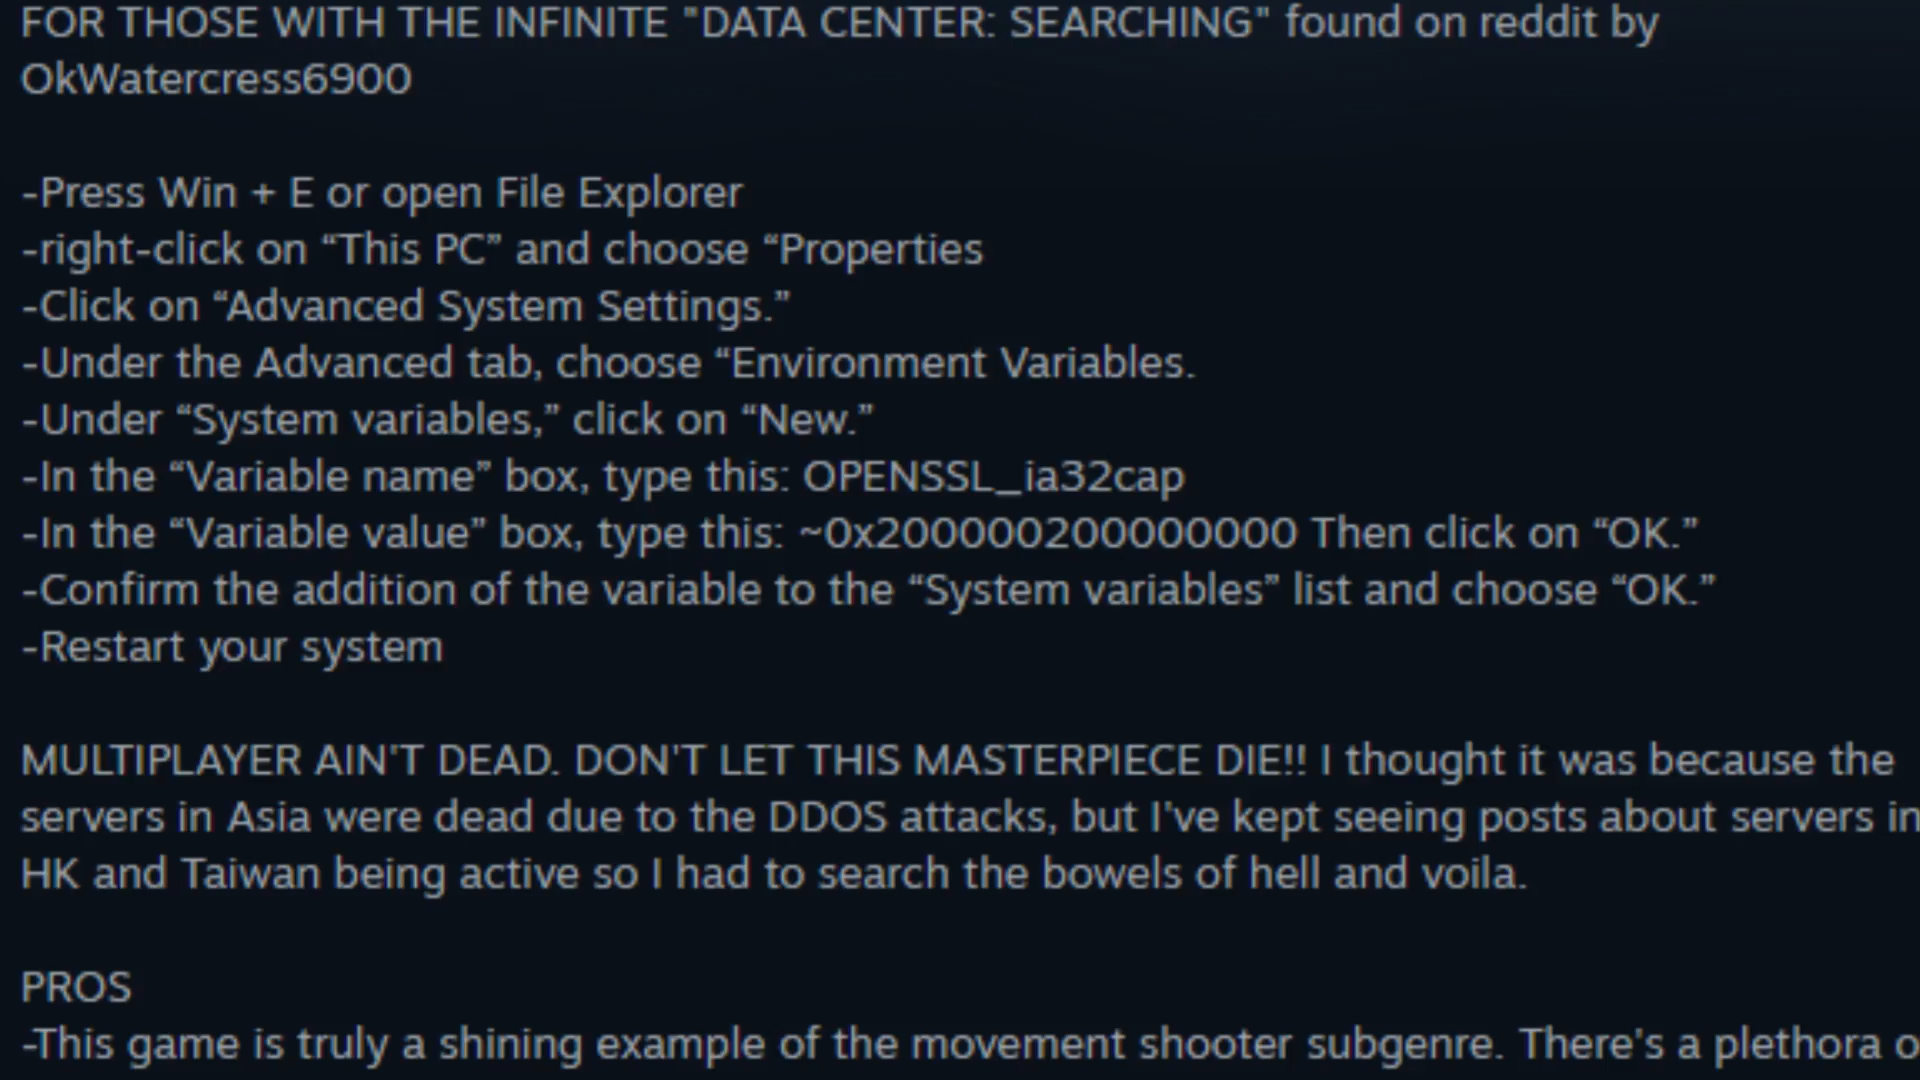 FOR THOSE WITH THE INFINITE "DATA CENTER: SEARCHING" found on reddit by
OkWatercress6900
-Press Win + E or open File Explorer
-right-click on “This PC” and choose “Properties
-Click on “Advanced System Settings.”
-Under the Advanced tab, choose “Environment Variables.
-Under “System variables,” click on “New.”
-In the “Variable name” box, type this: OPENSSL_ia32cap
-In the “Variable value” box, type this: ~0x200000200000000 Then click on “OK.”
-Confirm the addition of the variable to the “System variables” list and choose “OK.”
-Restart your system
MULTIPLAYER AIN'T DEAD. DON'T LET THIS MASTERPIECE DIE!! I thought it was because the
servers in Asia were dead due to the DDOS attacks, but I've kept seeing posts about servers in
HK and Taiwan being active so I had to search the bowels of hell and voila.
PROS
-This game is truly a shining example of the movement shooter subgenre. There's a plethora o